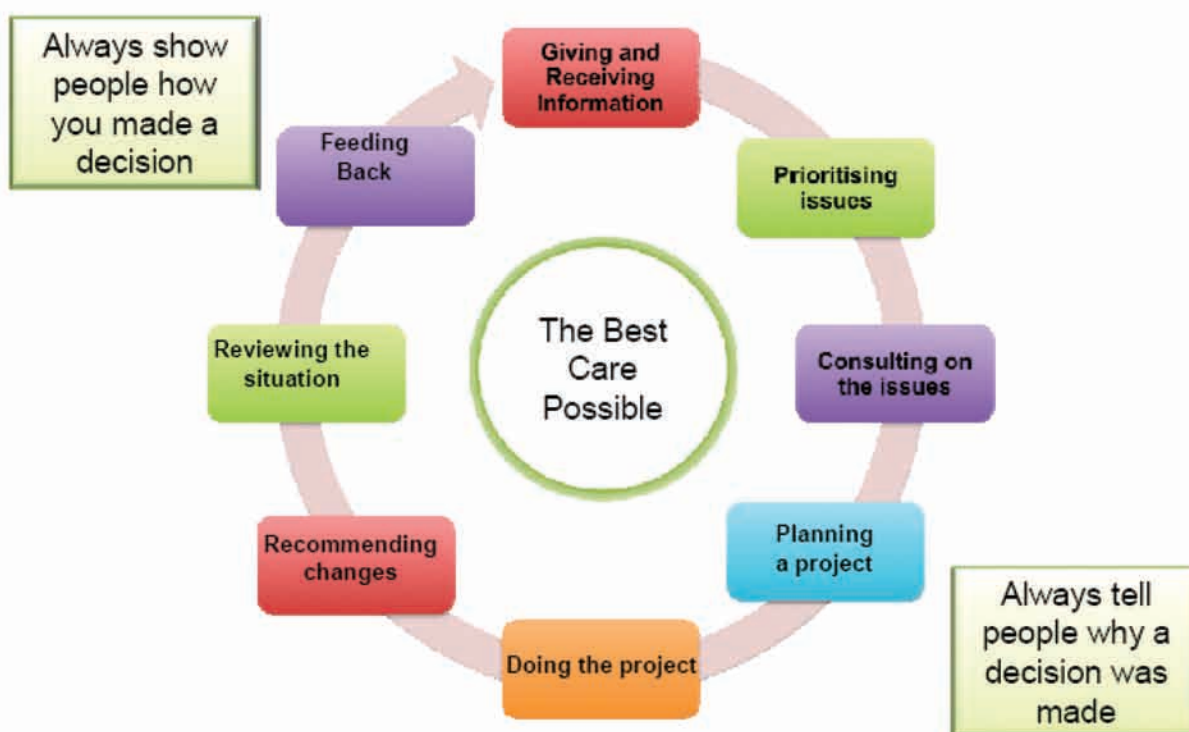 Always show
people how
you made a
decision
Giving and
Receiving
Information
Prioritising
issues
Consulting on
the issues
Planning
a project
Doing the project
Recommending
changes
Reviewing the
situation
Feeding
Back
The Best
Care
Possible
Always tell
people why a
decision was
made